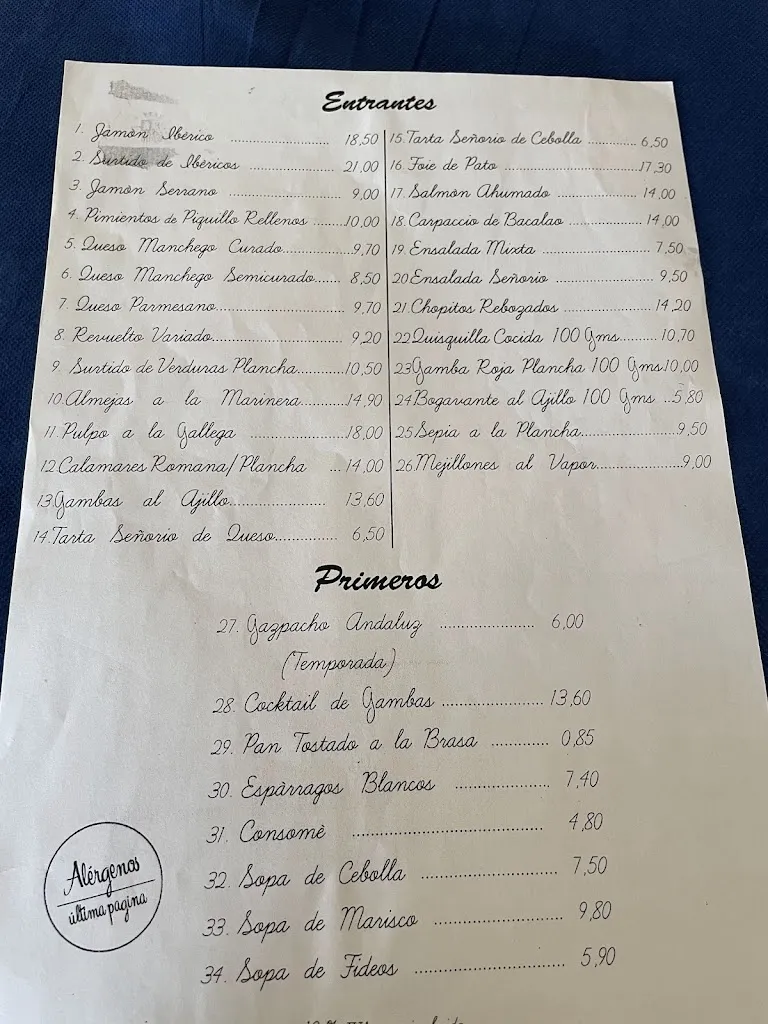 Entrantes
1. Jamón Ibérico .................. 18,50
2. Surtido de Ibéricos ............... 21,00
3. Jamón Serrano .................... 9,00
4. Pimientos de Piquillo Rellenos ........10,00
5. Queso Manchego Curado.............9,70
6. Queso Manchego Semicurado...... 8,50
7. Queso Parmesano....................... 9,70
8. Revuelto Variado....................... 9,20
9. Surtido de Verduras Plancha.........10,50
10.Almejas a la Marinera.........14,90
11.Pulpo a la Gallega ..................18,00
12.Calamares Romana/Plancha ...14,00
13.Gambas al Ajillo.................... 13,60
14.Tarta Señorio de Queso............. 6,50
15.Tarta Señorio de Cebolla ........... 6,50
16.Foie de Pato .........................17,30
17.Salmón Ahumado ................ 14,00
18.Carpaccio de Bacalao ............... 14,00
19.Ensalada Mixta ....................... 7,50
20.Ensalada Señorio ..................... 9,50
21.Chopitos Rebozados ................. 14,20
22.Quisquilla Cocida 100 Gms......... 10,70
23.Gamba Roja Plancha 100 Gms.10,00
24.Bogavante al Ajillo 100 Gms ..5,80
25.Sepia a la Plancha...................... 9,50
26.Mejillones al Vapor....................9,00
Primeros
27. Gazpacho Andaluz .................. 6,00
(Temporada)
28. Cocktail de Gambas .................... 13,60
29. Pan Tostado a la Brasa ............ 0,85
30. Espàrragos Blancos ................... 7,40
31. Consomè ..................................... 4,80
32. Sopa de Cebolla .......................... 7,50
33. Sopa de Marisco ......................... 9,80
34. Sopa de Fideos ............................. 5,90
Alérgenos
última pagina